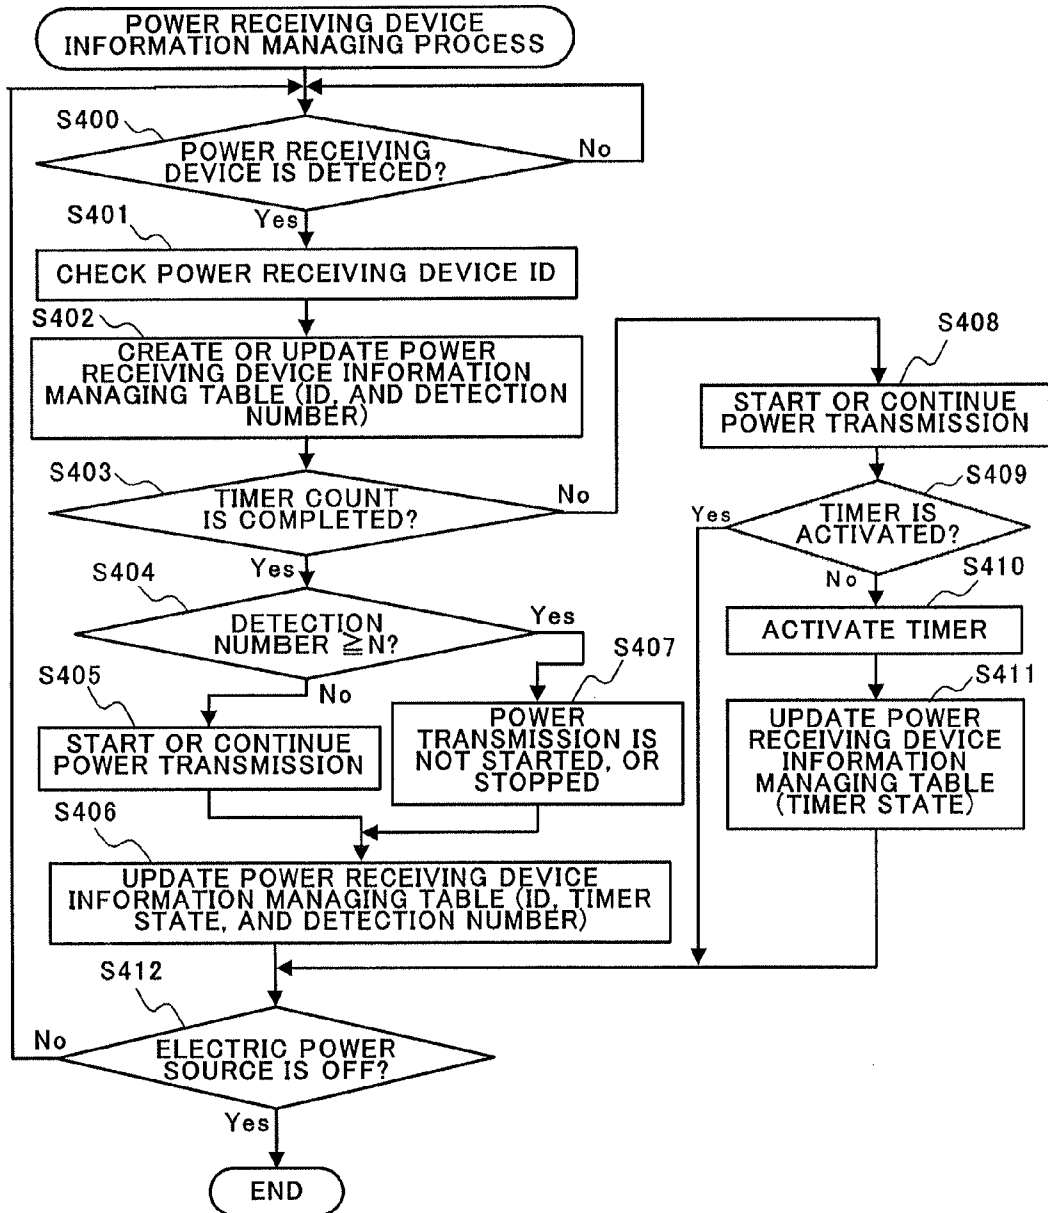 POWER RECEIVING DEVICE
INFORMATION MANAGING PROCESS
S400
POWER RECEIVING
DEVICE IS DETECED?
No
Yes
S401
CHECK POWER RECEIVING DEVICE ID
S402
CREATE OR UPDATE POWER
RECEIVING DEVICE INFORMATION
MANAGING TABLE (ID, AND DETECTION
NUMBER)
S403
TIMER COUNT
IS COMPLETED?
No
Yes
S404
DETECTION
NUMBER ≧N?
Yes
No
S405
START OR CONTINUE
POWER TRANSMISSION
S407
POWER
TRANSMISSION IS
NOT STARTED, OR
STOPPED
S406
UPDATE POWER RECEIVING DEVICE
INFORMATION MANAGING TABLE (ID, TIMER
STATE, AND DETECTION NUMBER)
S408
START OR CONTINUE
POWER TRANSMISSION
S409
TIMER IS
ACTIVATED?
Yes
No
S410
ACTIVATE TIMER
S411
UPDATE POWER
RECEIVING DEVICE
INFORMATION
MANAGING TABLE
(TIMER STATE)
S412
ELECTRIC POWER
SOURCE IS OFF?
No
Yes
END